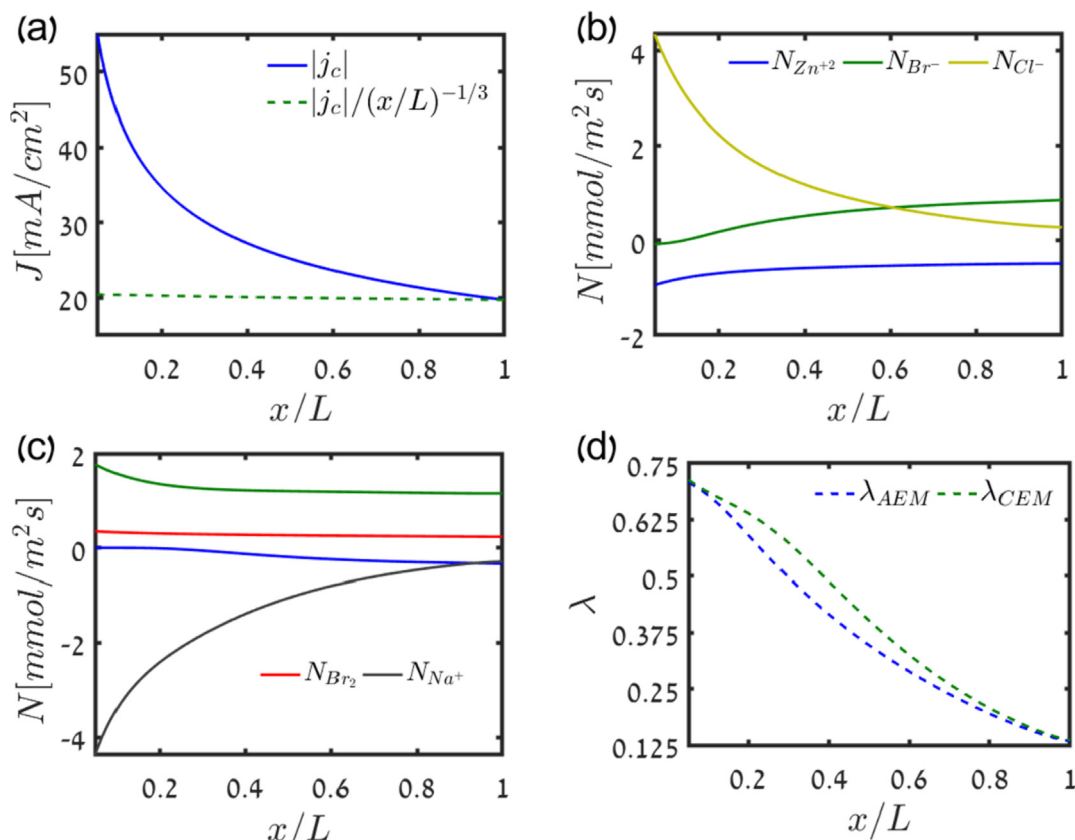 (a)
J[mA/cm²]
50
40
30
20
|j_c|
|j_c|/(x/L)^{-1/3}
0.2 0.4 0.6 0.8 1
x/L
(b)
N[mmol/m²s]
4
2
0
-2
N_{Zn^{+2}} N_{Br^-} N_{Cl^-}
0.2 0.4 0.6 0.8 1
x/L
(c)
N[mmol/m²s]
2
0
-2
-4
N_{Br_2} N_{Na^+}
0.2 0.4 0.6 0.8 1
x/L
(d)
λ
0.75
0.625
0.5
0.375
0.25
0.125
λ_{AEM} λ_{CEM}
0.2 0.4 0.6 0.8 1
x/L